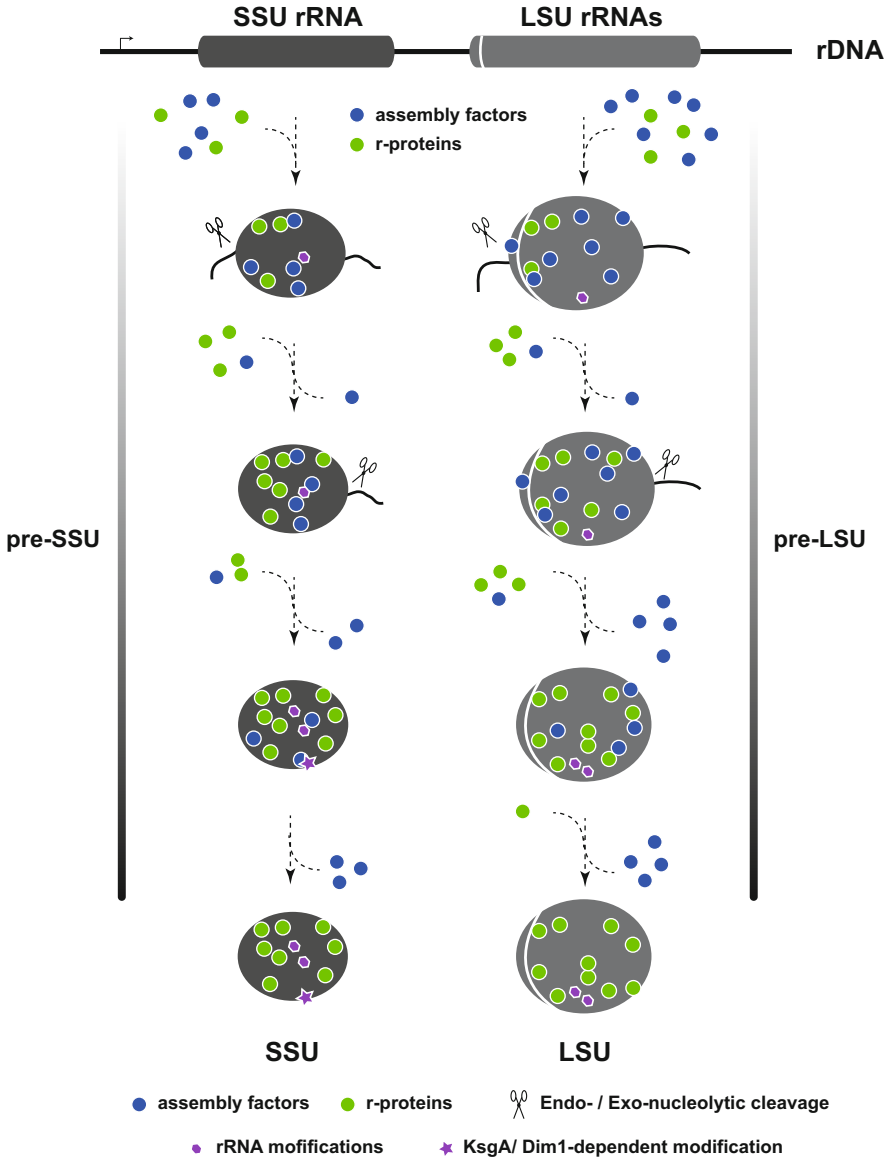 SSU rRNA
LSU rRNAs
rDNA
assembly factors
r-proteins
pre-SSU
pre-LSU
SSU
LSU
assembly factors
r-proteins
Endo- / Exo-nucleolytic cleavage
rRNA mofifications
KsgA/ Dim1-dependent modification